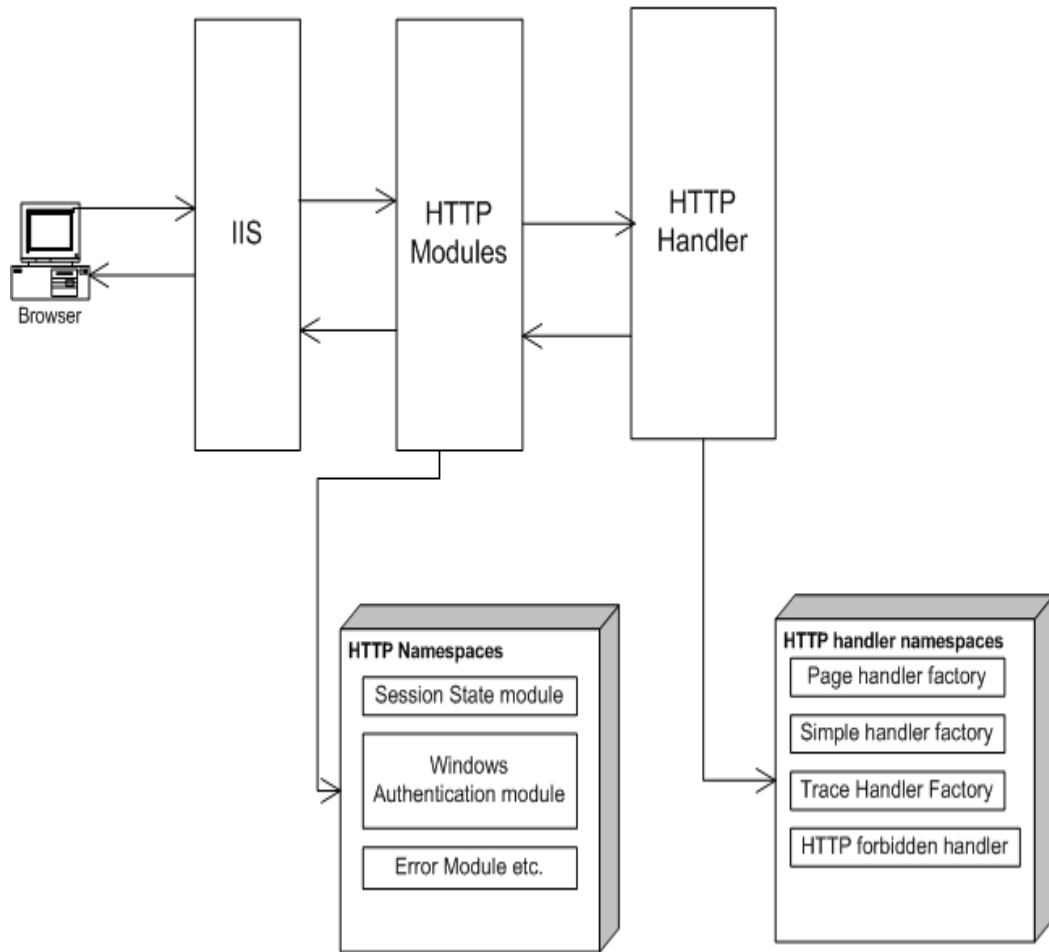 Browser
IIS
HTTP
Modules
HTTP
Handler
HTTP Namespaces
Session State module
Windows
Authentication module
Error Module etc.
HTTP handler namespaces
Page handler factory
Simple handler factory
Trace Handler Factory
HTTP forbidden handler